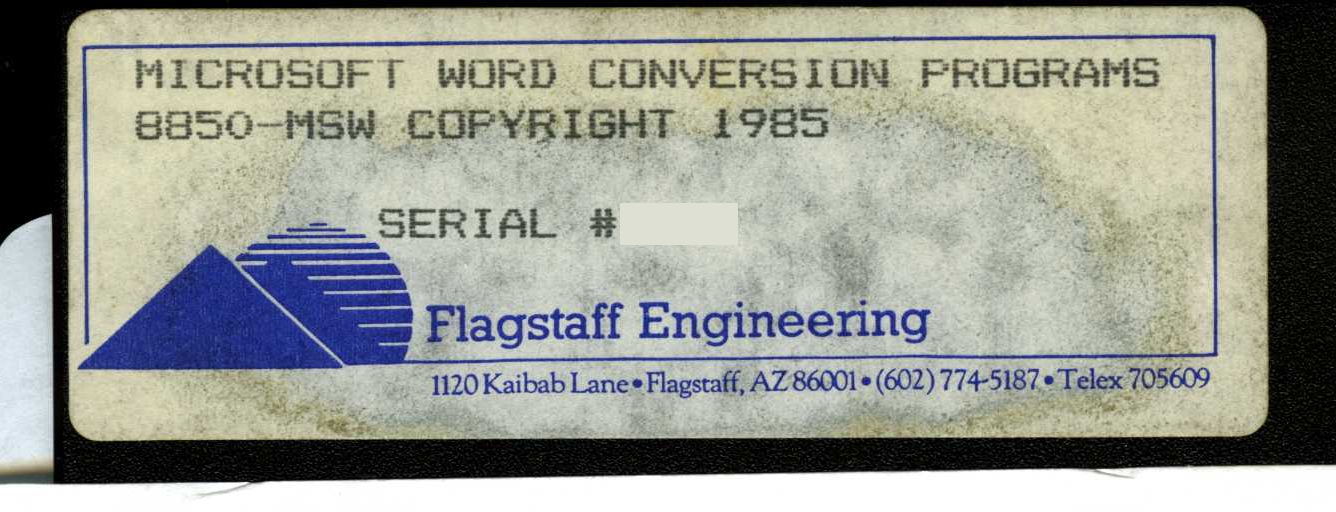 MICROSOFT WORD CONVERSION PROGRAMS
8850-MSW COPYRIGHT 1985
SERIAL #
Flagstaff Engineering
1120 Kaibab Lane • Flagstaff, AZ 86001 • (602) 774-5187 • Telex 705609